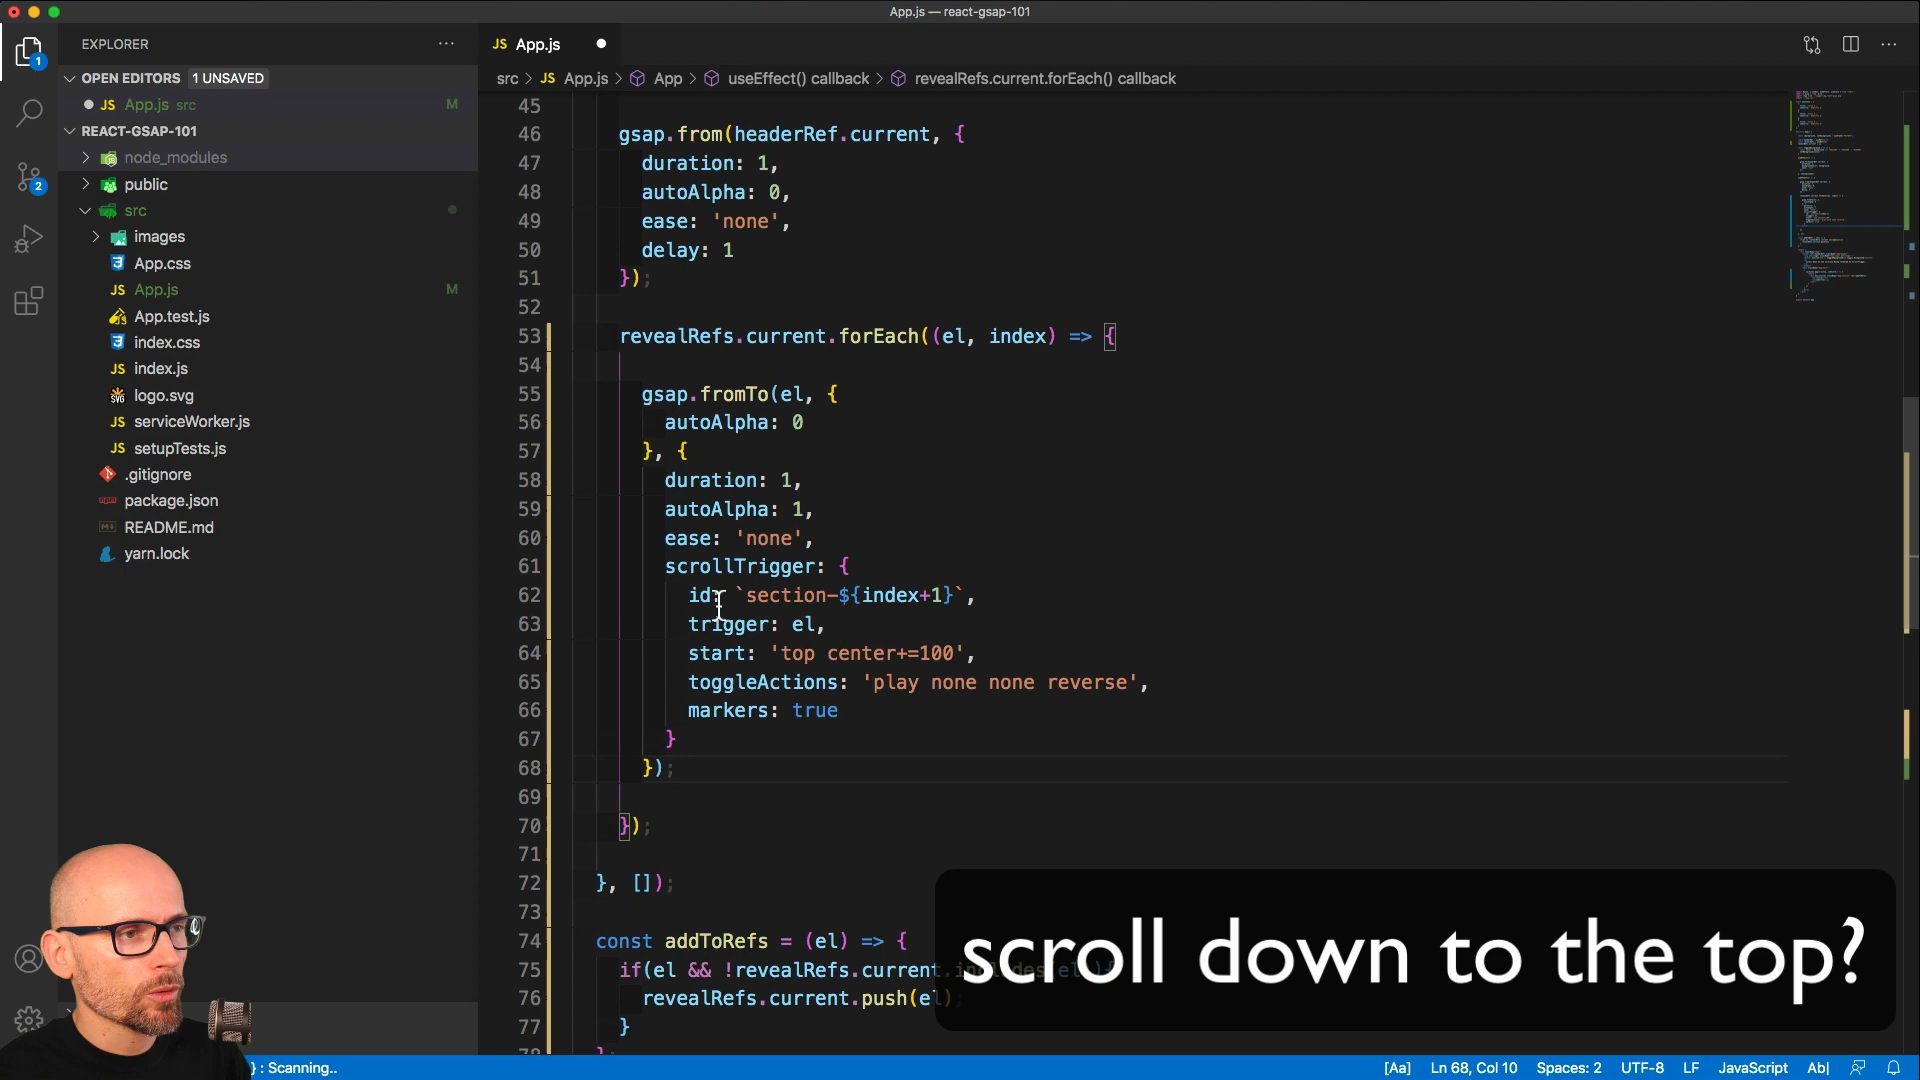 App.js — react-gsap-101
EXPLORER
OPEN EDITORS 1 UNSAVED
JS App.js src M
REACT-GSAP-101
node_modules
public
src
images
App.css
JS App.js M
App.test.js
index.css
JS index.js
logo.svg
JS serviceWorker.js
JS setupTests.js
.gitignore
package.json
README.md
yarn.lock
1
2
JS App.js
src > JS App.js > App > useEffect() callback > revealRefs.current.forEach() callback
45
46 gsap.from(headerRef.current, {
47 duration: 1,
48 autoAlpha: 0,
49 ease: 'none',
50 delay: 1
51 });
52
53 revealRefs.current.forEach((el, index) => {
54
55 gsap.fromTo(el, {
56 autoAlpha: 0
57 }, {
58 duration: 1,
59 autoAlpha: 1,
60 ease: 'none',
61 scrollTrigger: {
62 id: `section-${index+1}`,
63 trigger: el,
64 start: 'top center+=100',
65 toggleActions: 'play none none reverse',
66 markers: true
67 }
68 });
69
70 });
71
72 }, []);
73
74 const addToRefs = (el) => {
75 if(el && !revealRefs.current.includes(el)){
76 revealRefs.current.push(el);
77 }
scroll down to the top?
} : Scanning..
[Aa] Ln 68, Col 10 Spaces: 2 UTF-8 LF JavaScript Ab|